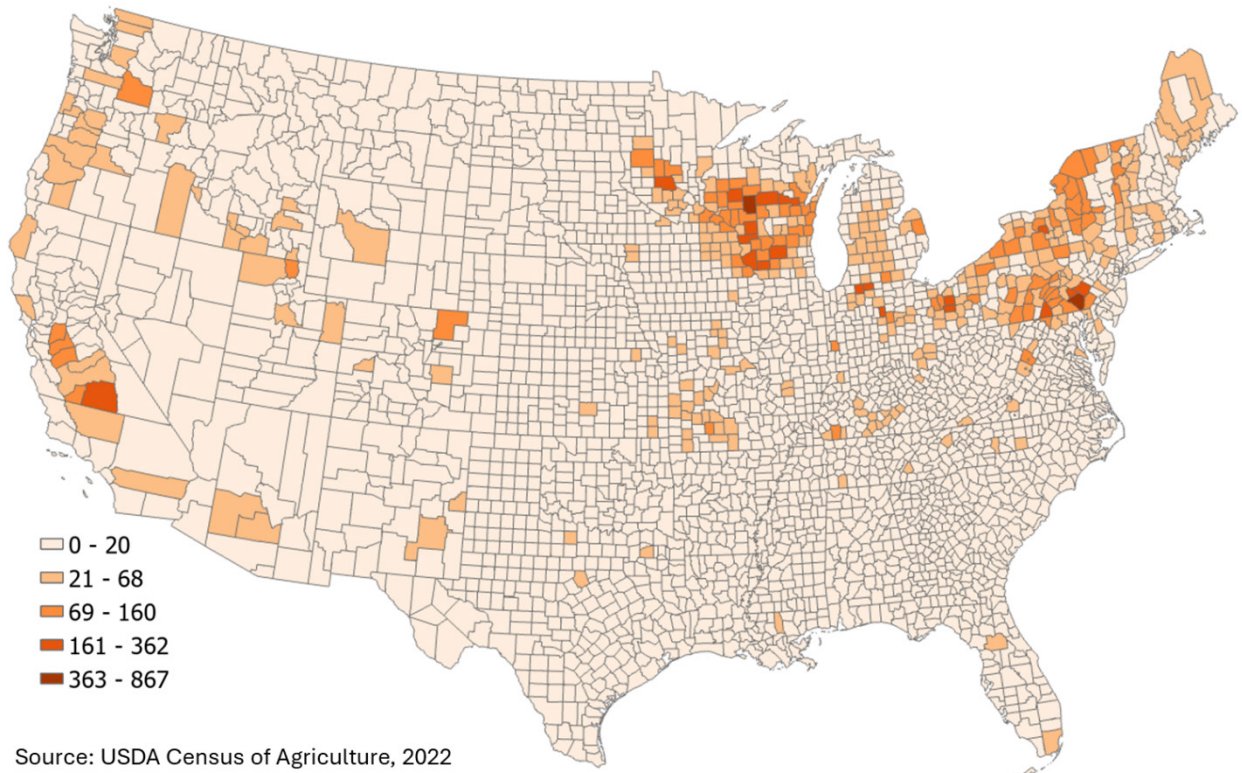 0 - 20
21 - 68
69 - 160
161 - 362
363 - 867
Source: USDA Census of Agriculture, 2022